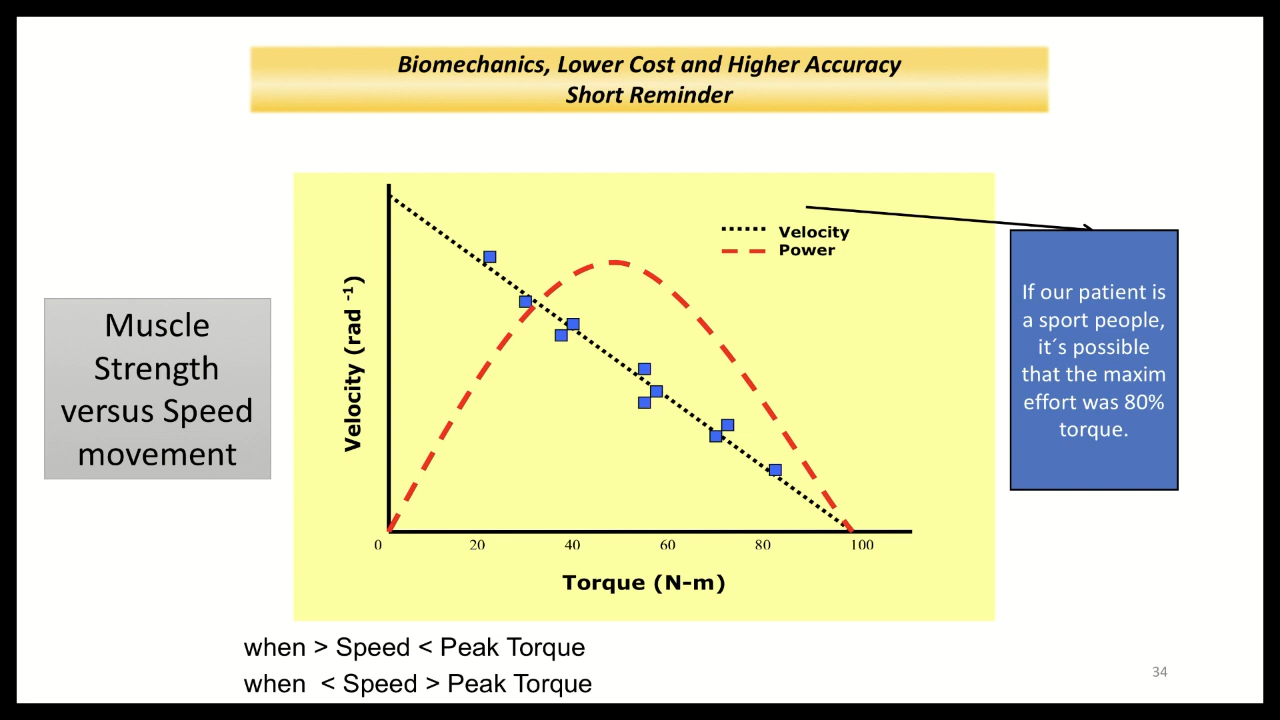 Biomechanics, Lower Cost and Higher Accuracy
Short Reminder
Muscle
Strength
versus Speed
movement
Velocity (rad ⁻¹)
Velocity
Power
0 20 40 60 80 100
Torque (N-m)
If our patient is
a sport people,
it´s possible
that the maxim
effort was 80%
torque.
when > Speed < Peak Torque
when < Speed > Peak Torque
34